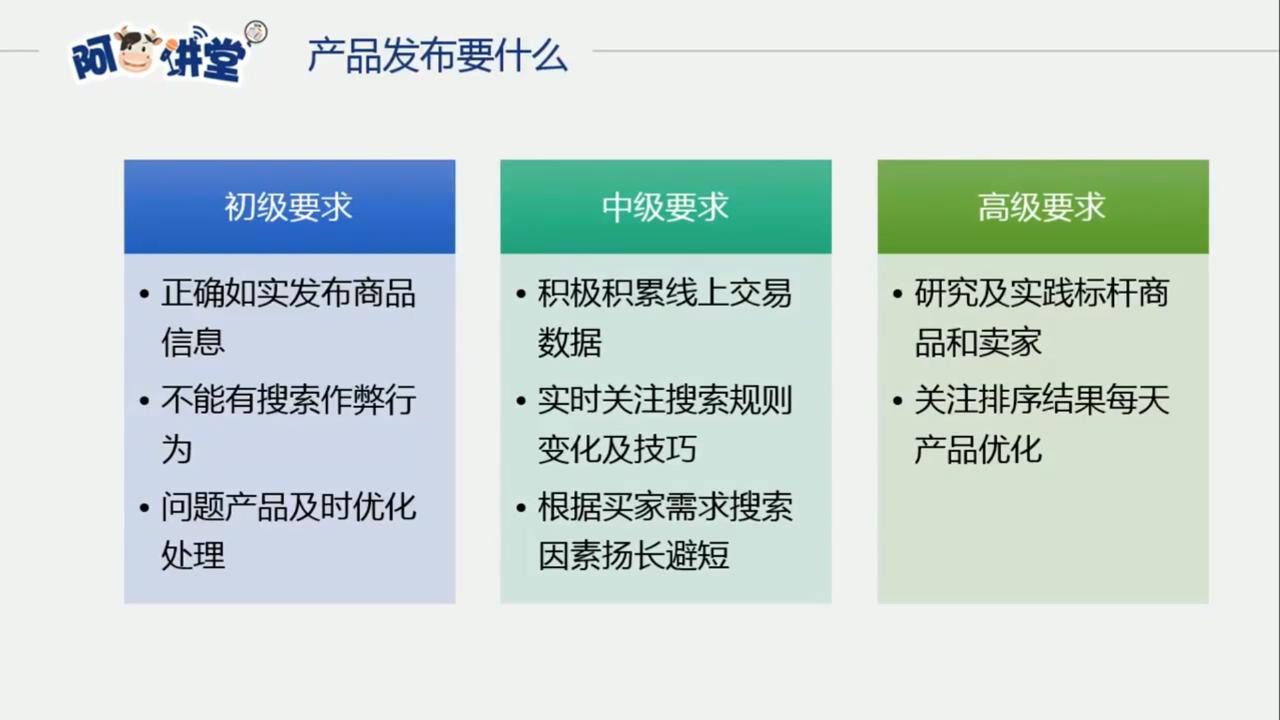 阿牛讲堂
产品发布要什么
初级要求
• 正确如实发布商品
信息
• 不能有搜索作弊行
为
• 问题产品及时优化
处理
中级要求
• 积极积累线上交易
数据
• 实时关注搜索规则
变化及技巧
• 根据买家需求搜索
因素扬长避短
高级要求
• 研究及实践标杆商
品和卖家
• 关注排序结果每天
产品优化